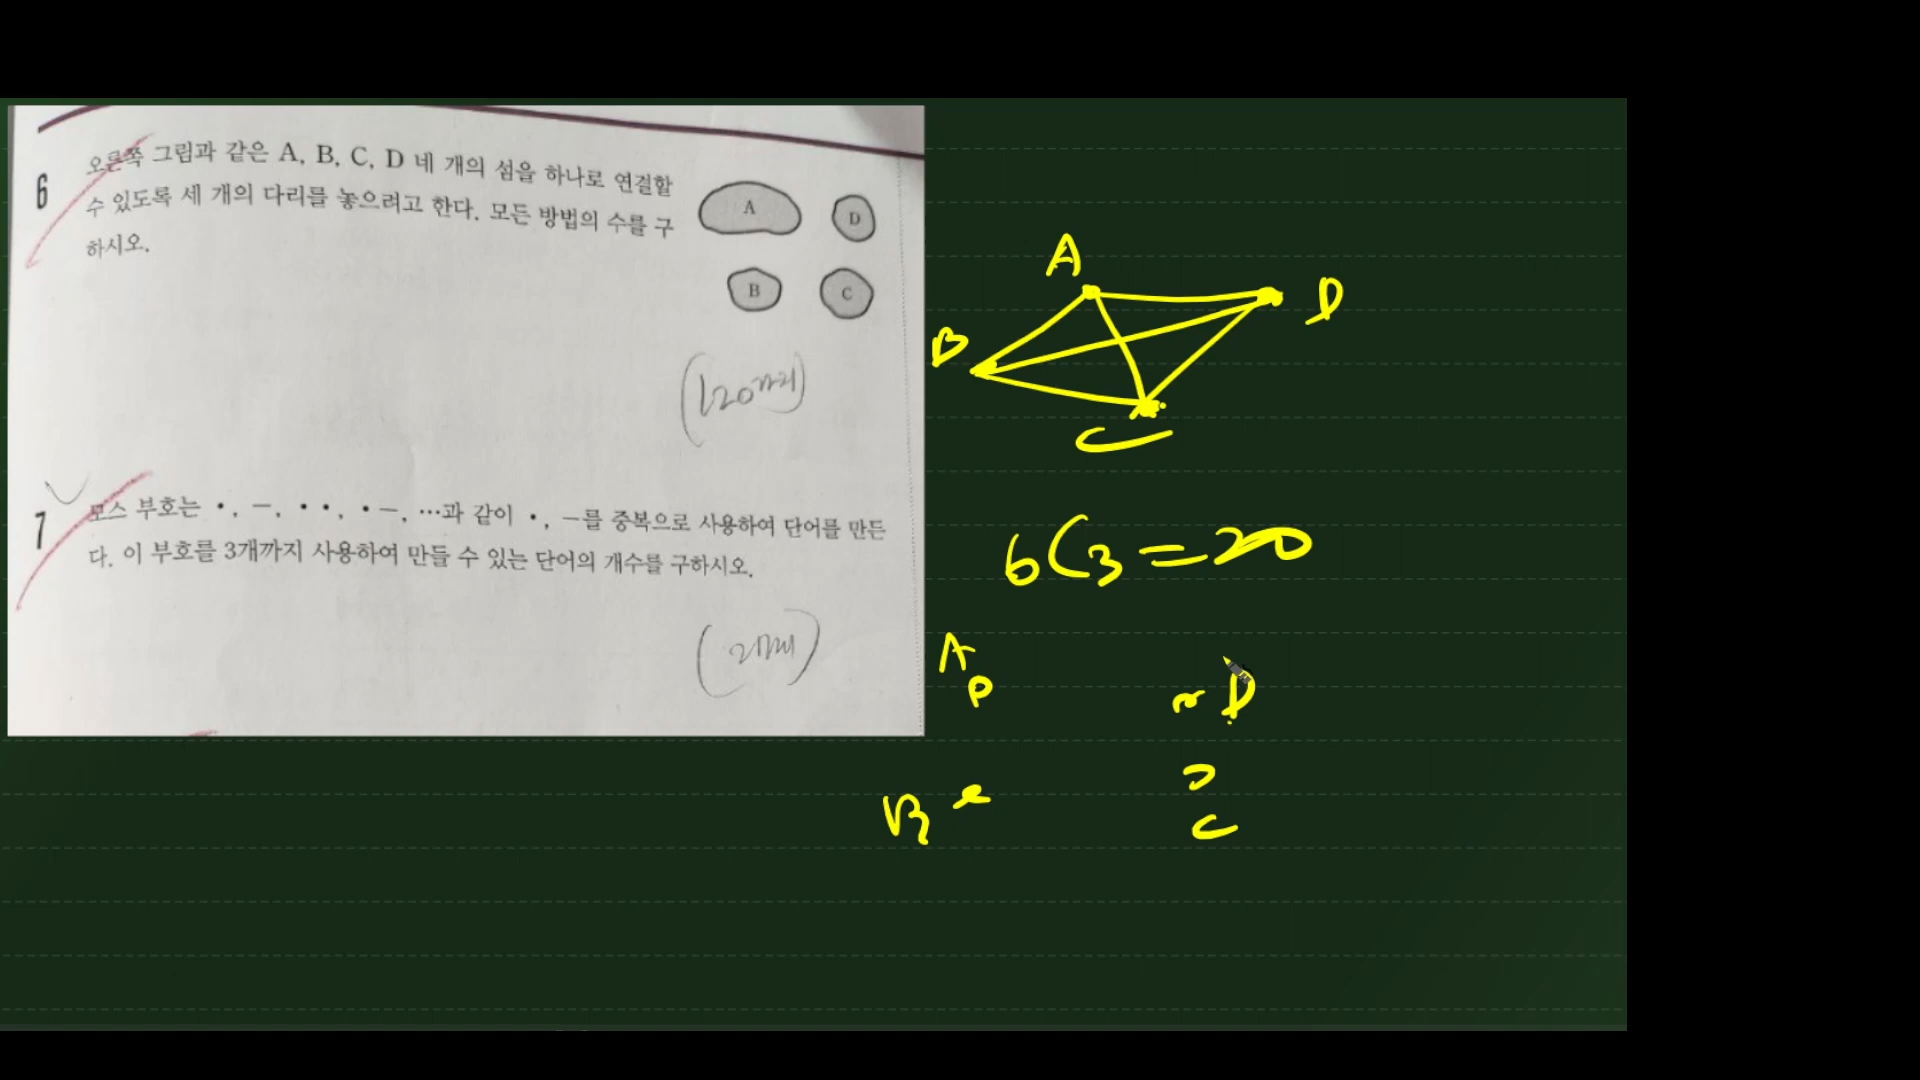 6 오른쪽 그림과 같은 A, B, C, D 네 개의 섬을 하나로 연결할
수 있도록 세 개의 다리를 놓으려고 한다. 모든 방법의 수를 구
하시오.
A
D
B
C
(120가지)
7 모스 부호는 •, −, • •, • −, …과 같이 •, −를 중복으로 사용하여 단어를 만든
다. 이 부호를 3개까지 사용하여 만들 수 있는 단어의 개수를 구하시오.
A
D
B
C
6C3=20
A
D
B
C